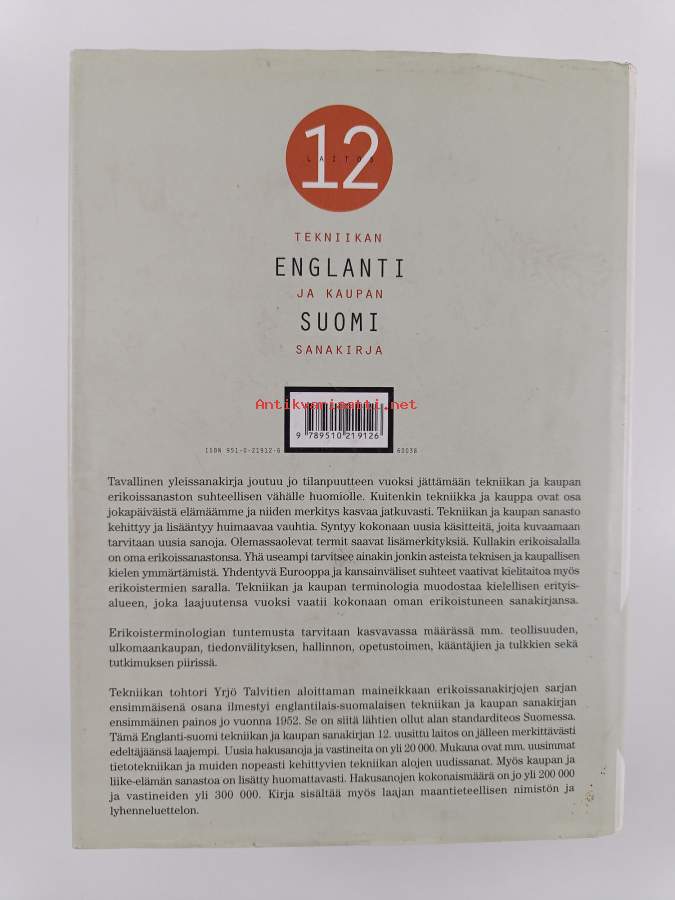 12
LAITOS
TEKNIIKAN
ENGLANTI
JA KAUPAN
SUOMI
SANAKIRJA
Antikvariaatti.net
9 789510 219126
ISBN 951-0-21912-6 60038
Tavallinen yleissanakirja joutuu jo tilanpuutteen vuoksi jättämään tekniikan ja kaupan
erikoissanaston suhteellisen vähälle huomiolle. Kuitenkin tekniikka ja kauppa ovat osa
jokapäiväistä elämäämme ja niiden merkitys kasvaa jatkuvasti. Tekniikan ja kaupan sanasto
kehittyy ja lisääntyy huimaavaa vauhtia. Syntyy kokonaan uusia käsitteitä, joita kuvaamaan
tarvitaan uusia sanoja. Olemassaolevat termit saavat lisämerkityksiä. Kullakin erikoisalalla
on oma erikoissanastonsa. Yhä useampi tarvitsee ainakin jonkin asteista teknisen ja kaupallisen
kielen ymmärtämistä. Yhdentyvä Eurooppa ja kansainväliset suhteet vaativat kielitaitoa myös
erikoistermien saralla. Tekniikan ja kaupan terminologia muodostaa kielellisen erityis-
alueen, joka laajuutensa vuoksi vaatii kokonaan oman erikoistuneen sanakirjansa.
Erikoisterminologian tuntemusta tarvitaan kasvavassa määrässä mm. teollisuuden,
ulkomaankaupan, tiedonvälityksen, hallinnon, opetustoimen, kääntäjien ja tulkkien sekä
tutkimuksen piirissä.
Tekniikan tohtori Yrjö Talvitien aloittaman maineikkaan erikoissanakirjojen sarjan
ensimmäisenä osana ilmestyi englantilais-suomalaisen tekniikan ja kaupan sanakirjan
ensimmäinen painos jo vuonna 1952. Se on siitä lähtien ollut alan standarditeos Suomessa.
Tämä Englanti-suomi tekniikan ja kaupan sanakirjan 12. uusittu laitos on jälleen merkittävästi
edeltäjäänsä laajempi. Uusia hakusanoja ja vastineita on yli 20 000. Mukana ovat mm. uusimmat
tietotekniikan ja muiden nopeasti kehittyvien tekniikan alojen uudissanat. Myös kaupan ja
liike-elämän sanastoa on lisätty huomattavasti. Hakusanojen kokonaismäärä on jo yli 200 000
ja vastineiden yli 300 000. Kirja sisältää myös laajan maantieteellisen nimistön ja
lyhenneluettelon.